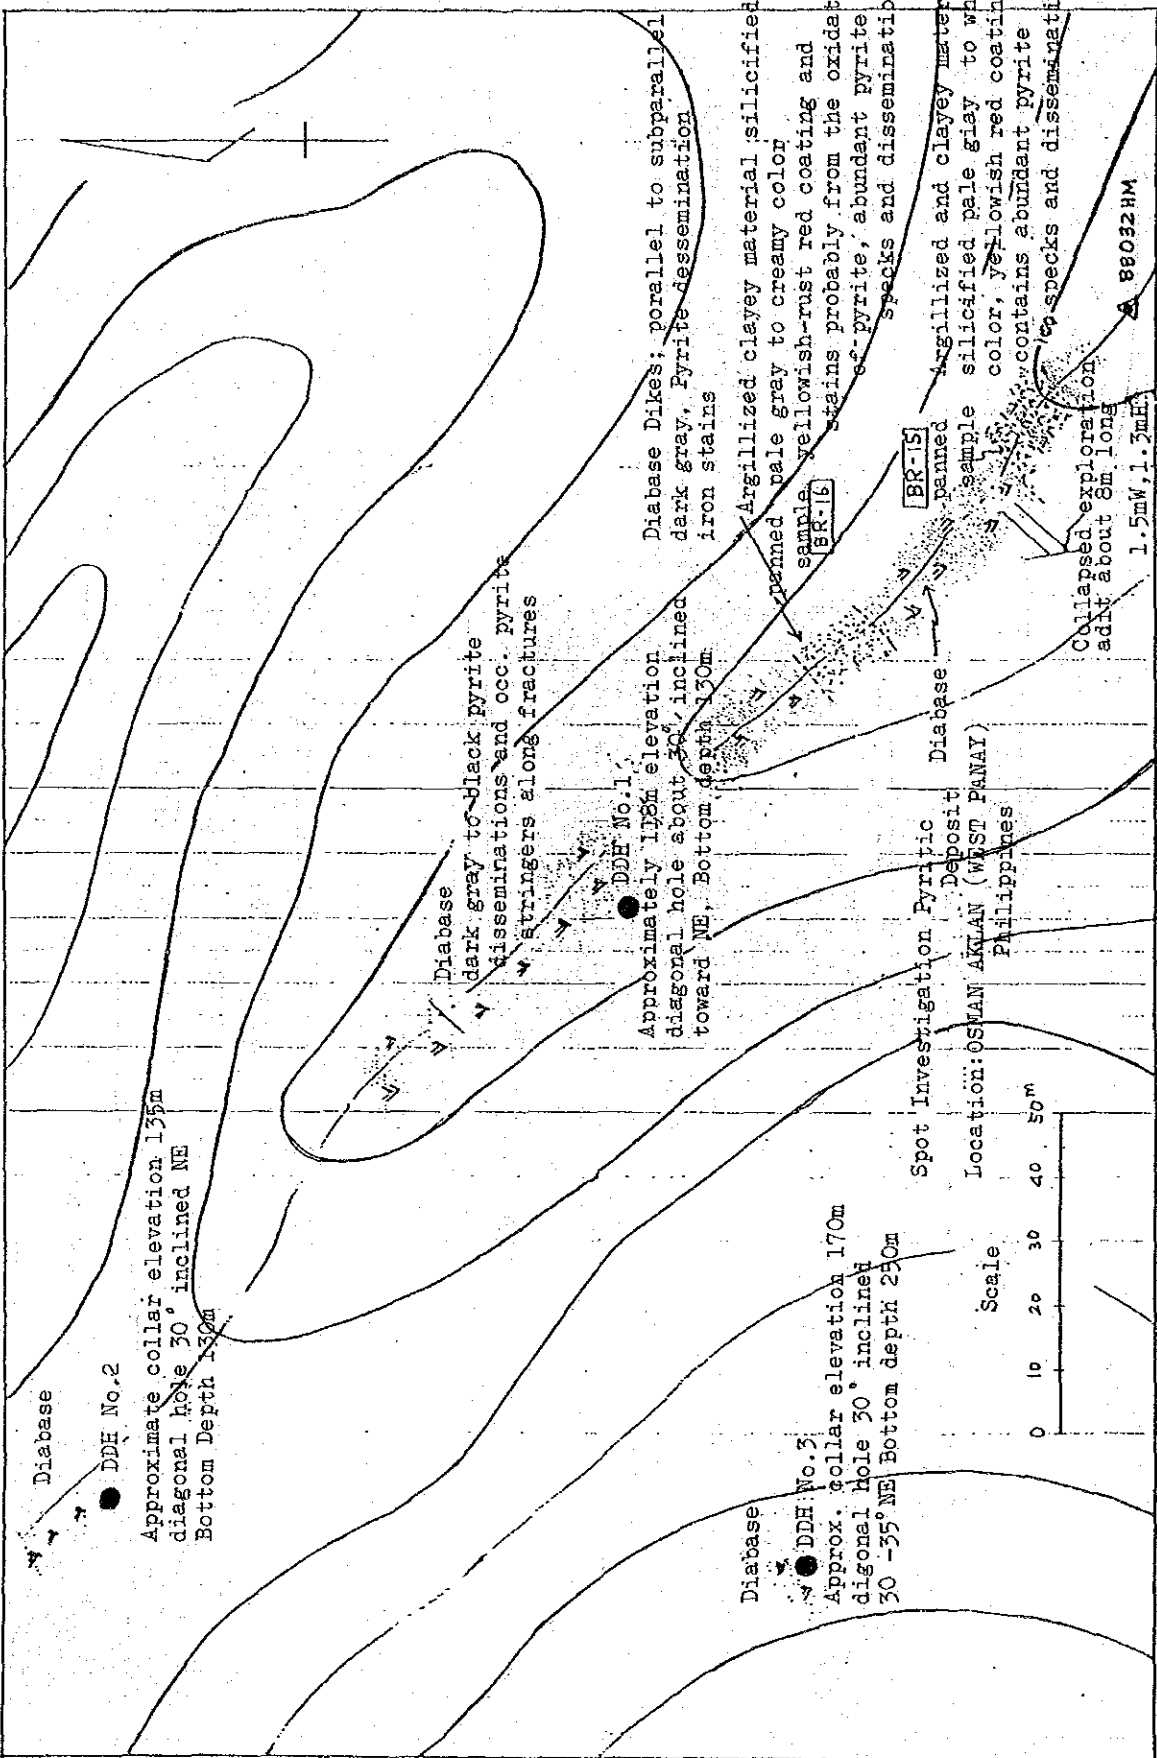 Diabase
DDH No.2
Approximate collar elevation 135m
diagonal hole 30° inclined NE
Bottom Depth 130m
Diabase
dark gray to black pyrite
disseminations and occ. pyrite
stringers along fractures
DDH No.1
Approximately 118m elevation
diagonal hole about 30° inclined
toward NE, Bottom depth 130m
Diabase Dikes; porallel to subparallel
dark gray, Pyrite dessemination
iron stains
Argillized clayey material silicified
panned pale gray to creamy color
sample yellowish-rust red coating and
BR-16
stains probably from the oxidat
of pyrite, abundant pyrite
specks and disseminatio
BR-15
panned
sample
Argillized and clayey mater
silicified pale giay to wh
color, yellowish red coatin
contains abundant pyrite
specks and disseminati
Diabase
Collapsed exploration
adit about 8m long
1.5mW,1.3mH
88032HM
Diabase
DDH No.3
Approx. collar elevation 170m
digonal hole 30° inclined
30-35° NE Bottom depth 250m
Spot Investigation Pyritic
Deposit
Location:OSMAN AKLAN (WEST PANAY)
Philippines
Scale
0 10 20 30 40 50m